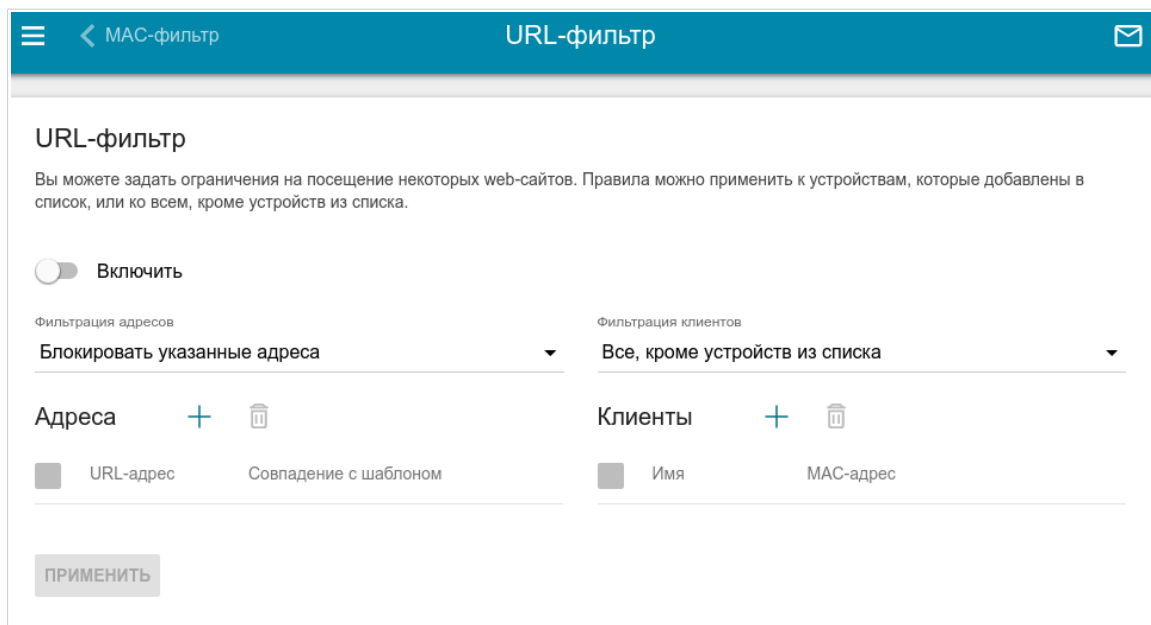 МАС-фильтр
URL-фильтр
URL-фильтр
Вы можете задать ограничения на посещение некоторых web-сайтов. Правила можно применить к устройствам, которые добавлены в
список, или ко всем, кроме устройств из списка.
Включить
Фильтрация адресов
Фильтрация клиентов
Блокировать указанные адреса
Все, кроме устройств из списка
Адреса
Клиенты
URL-адрес Совпадение с шаблоном
Имя MAC-адрес
ПРИМЕНИТЬ